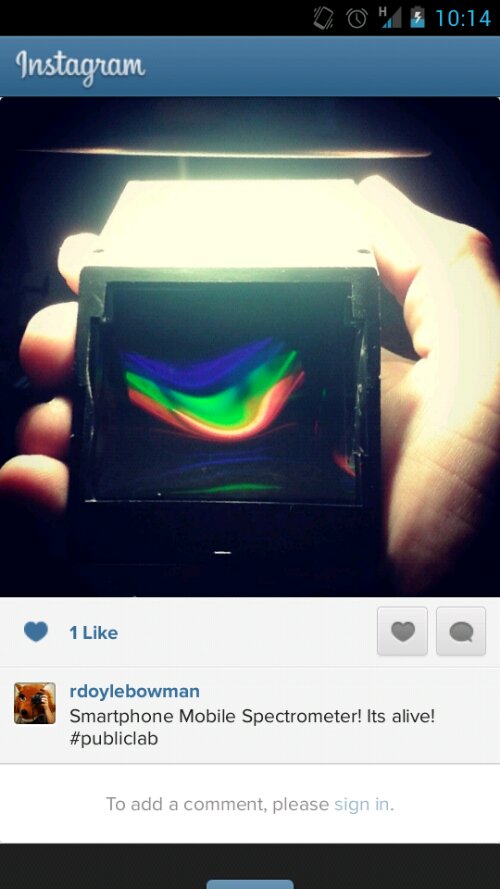 H 10:14
Instagram
1 Like
rdoylebowman
Smartphone Mobile Spectrometer! Its alive!
#publiclab
To add a comment, please sign in.